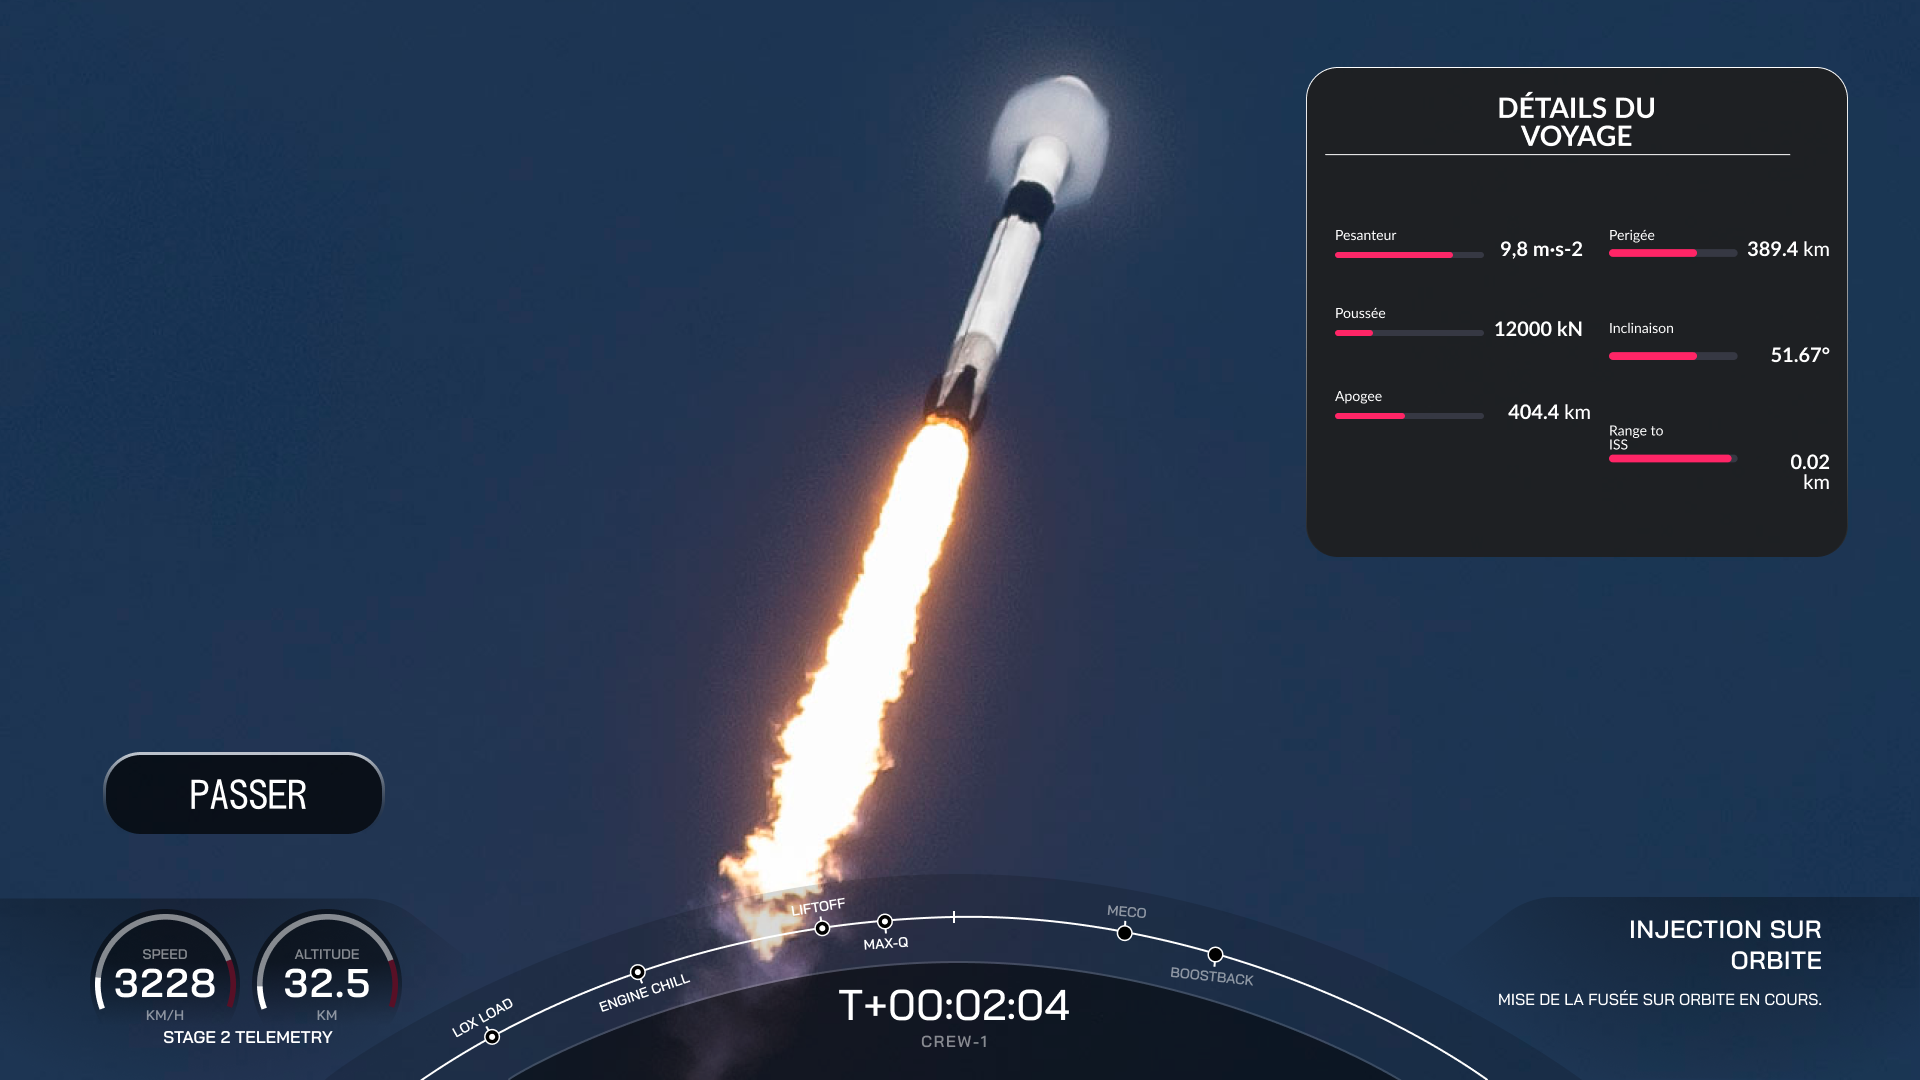 DÉTAILS DU
VOYAGE
Pesanteur
9,8 m·s-2
Perigée
389.4 km
Poussée
12000 kN
Inclinaison
51.67°
Apogee
404.4 km
Range to
ISS
0.02
km
PASSER
SPEED
3228
KM/H
ALTITUDE
32.5
KM
STAGE 2 TELEMETRY
LOX LOAD
ENGINE CHILL
LIFTOFF
MAX-Q
MECO
BOOSTBACK
T+00:02:04
CREW-1
INJECTION SUR
ORBITE
MISE DE LA FUSÉE SUR ORBITE EN COURS.